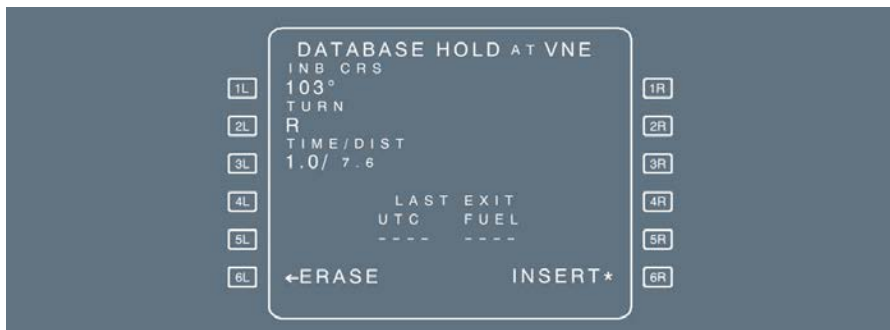 DATABASE HOLD AT VNE
INB CRS
1L 103° 1R
TURN
2L R 2R
TIME/DIST
3L 1.0/ 7.6 3R
4L LAST EXIT 4R
UTC FUEL
5L ---- ---- 5R
6L ←ERASE INSERT* 6R